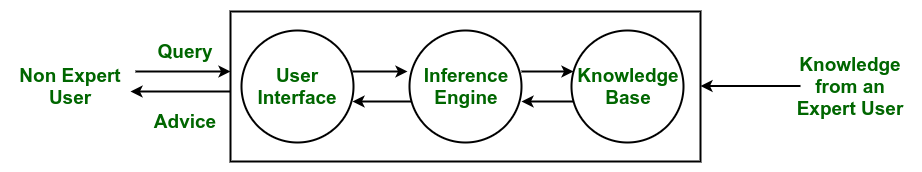 Query
Non Expert
User
Advice
User
Interface
Inference
Engine
Knowledge
Base
Knowledge
from an
Expert User